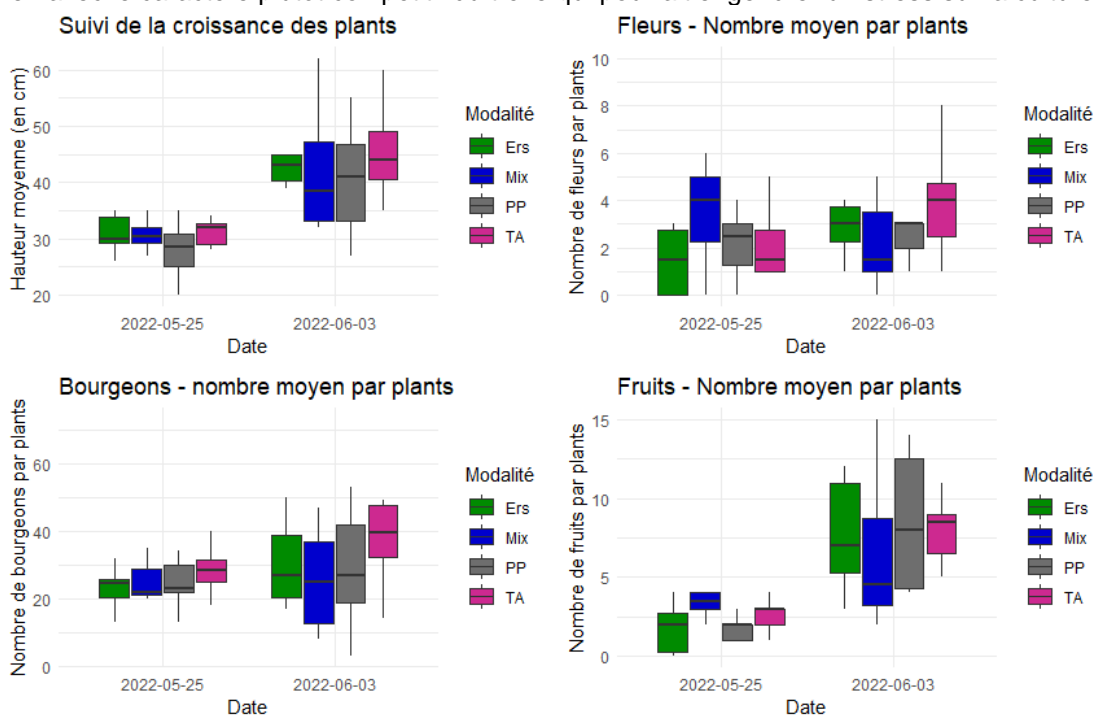 Suivi de la croissance des plants
Hauteur moyenne (en cm)
60
50
40
30
20
2022-05-25
2022-06-03
Date
Modalité
Ers
Mix
PP
TA
Fleurs - Nombre moyen par plants
Nombre de fleurs par plants
10
8
6
4
2
0
2022-05-25
2022-06-03
Date
Modalité
Ers
Mix
PP
TA
Bourgeons - nombre moyen par plants
Nombre de bourgeons par plants
60
40
20
0
2022-05-25
2022-06-03
Date
Modalité
Ers
Mix
PP
TA
Fruits - Nombre moyen par plants
Nombre de fruits par plants
15
10
5
0
2022-05-25
2022-06-03
Date
Modalité
Ers
Mix
PP
TA